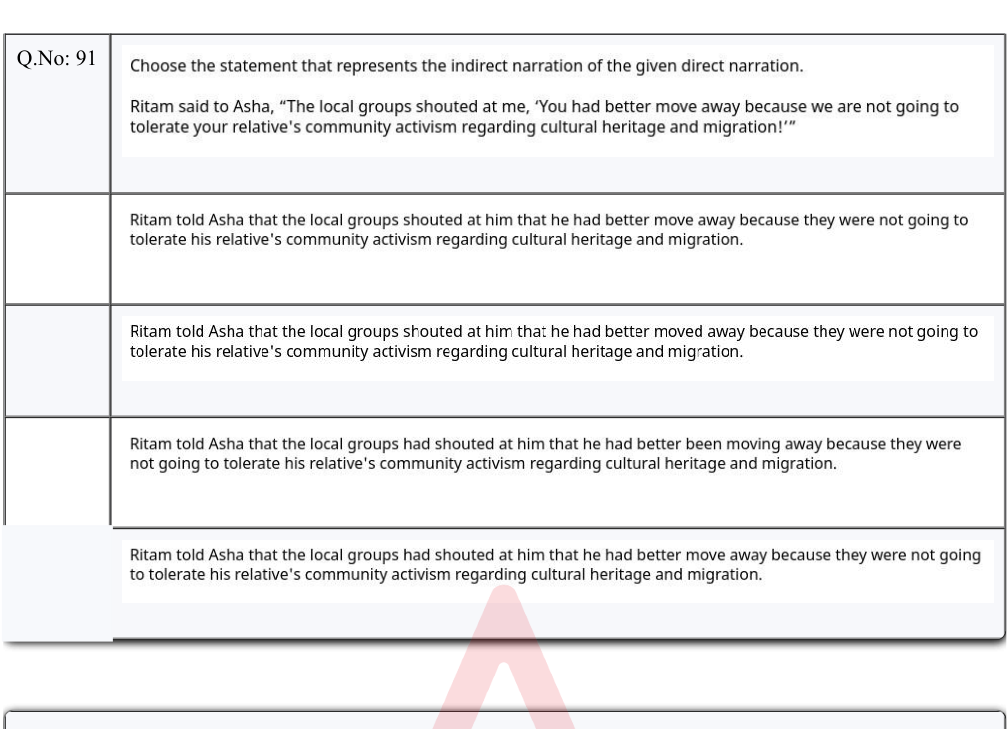 Q.No: 91
Choose the statement that represents the indirect narration of the given direct narration.
Ritam said to Asha, “The local groups shouted at me, ‘You had better move away because we are not going to
tolerate your relative's community activism regarding cultural heritage and migration!’”
Ritam told Asha that the local groups shouted at him that he had better move away because they were not going to
tolerate his relative's community activism regarding cultural heritage and migration.
Ritam told Asha that the local groups shouted at him that he had better moved away because they were not going to
tolerate his relative's community activism regarding cultural heritage and migration.
Ritam told Asha that the local groups had shouted at him that he had better been moving away because they were
not going to tolerate his relative's community activism regarding cultural heritage and migration.
Ritam told Asha that the local groups had shouted at him that he had better move away because they were not going
to tolerate his relative's community activism regarding cultural heritage and migration.